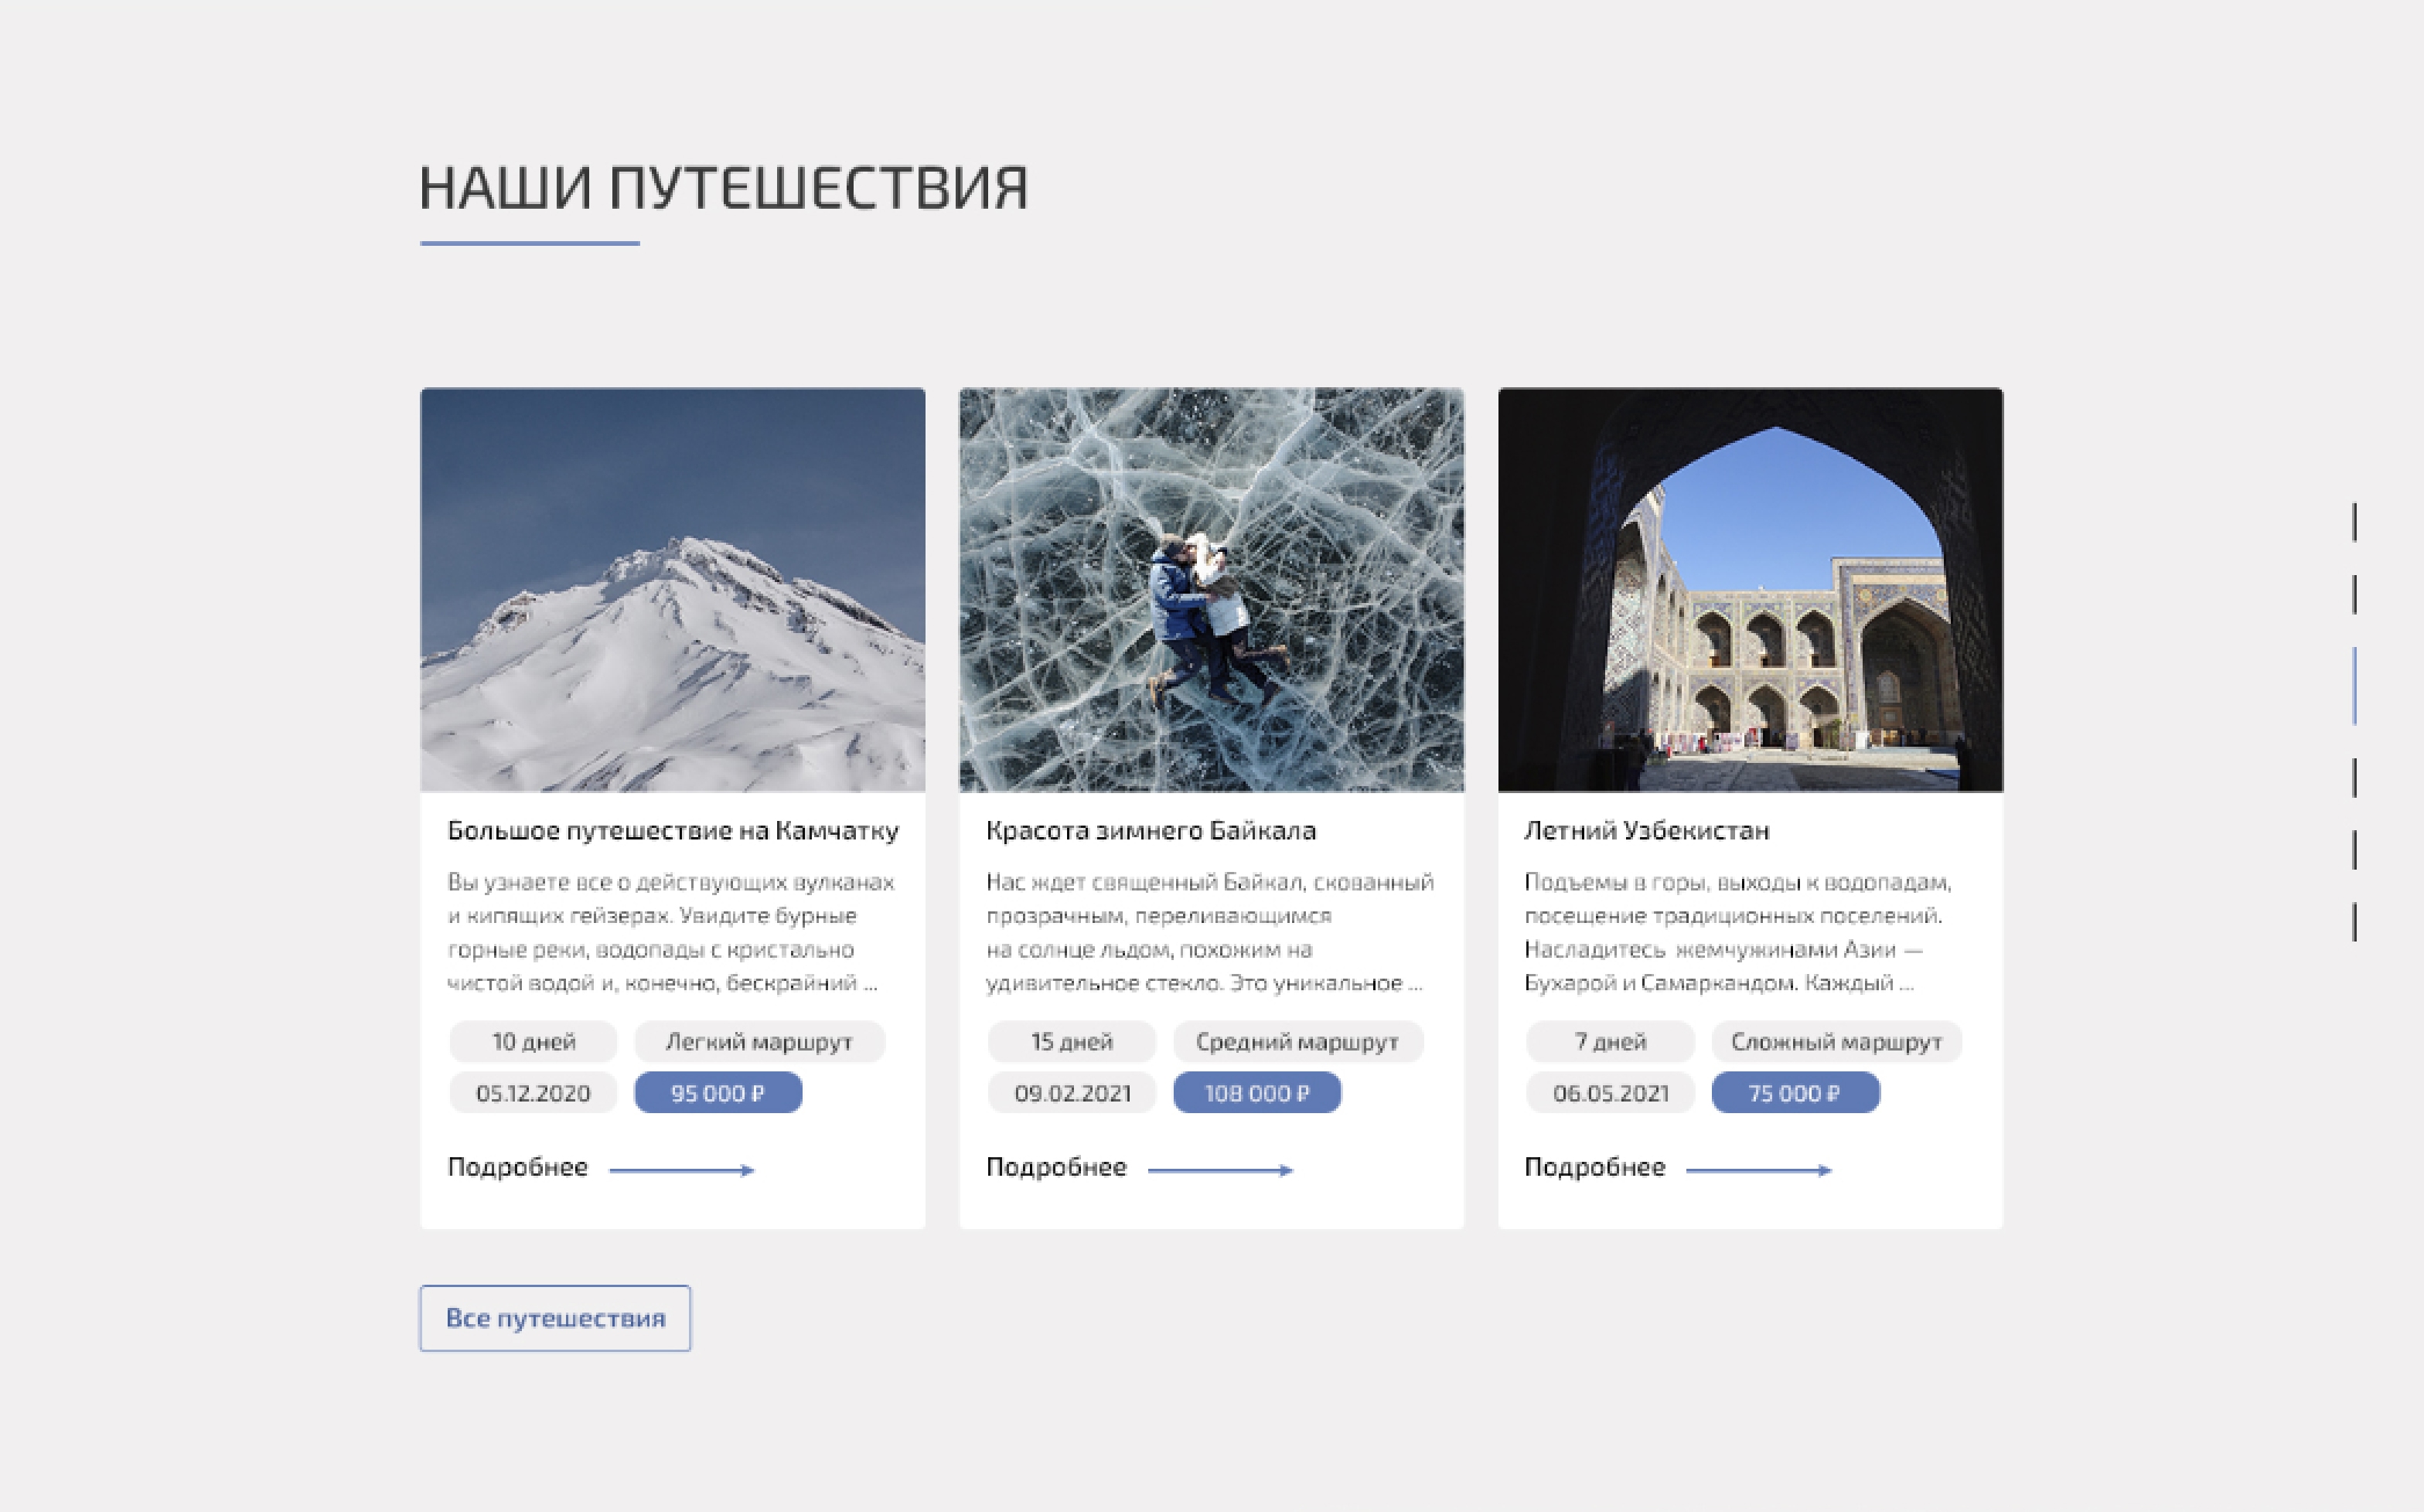 НАШИ ПУТЕШЕСТВИЯ
Большое путешествие на Камчатку
Вы узнаете все о действующих вулканах
и кипящих гейзерах. Увидите бурные
горные реки, водопады с кристально
чистой водой и, конечно, бескрайний ...
10 дней
Легкий маршрут
05.12.2020
95 000 ₽
Подробнее
Красота зимнего Байкала
Нас ждет священный Байкал, скованный
прозрачным, переливающимся
на солнце льдом, похожим на
удивительное стекло. Это уникальное ...
15 дней
Средний маршрут
09.02.2021
108 000 ₽
Подробнее
Летний Узбекистан
Подъемы в горы, выходы к водопадам,
посещение традиционных поселений.
Насладитесь жемчужинами Азии —
Бухарой и Самаркандом. Каждый ...
7 дней
Сложный маршрут
06.05.2021
75 000 ₽
Подробнее
Все путешествия